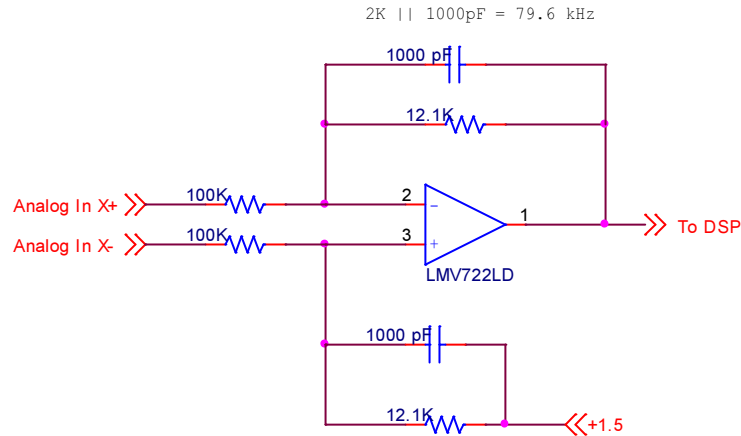 2K || 1000pF = 79.6 kHz
1000 pF
12.1K
100K
2
Analog In X+
-
1
To DSP
100K
3
Analog In X-
+
LMV722LD
1000 pF
12.1K
+1.5